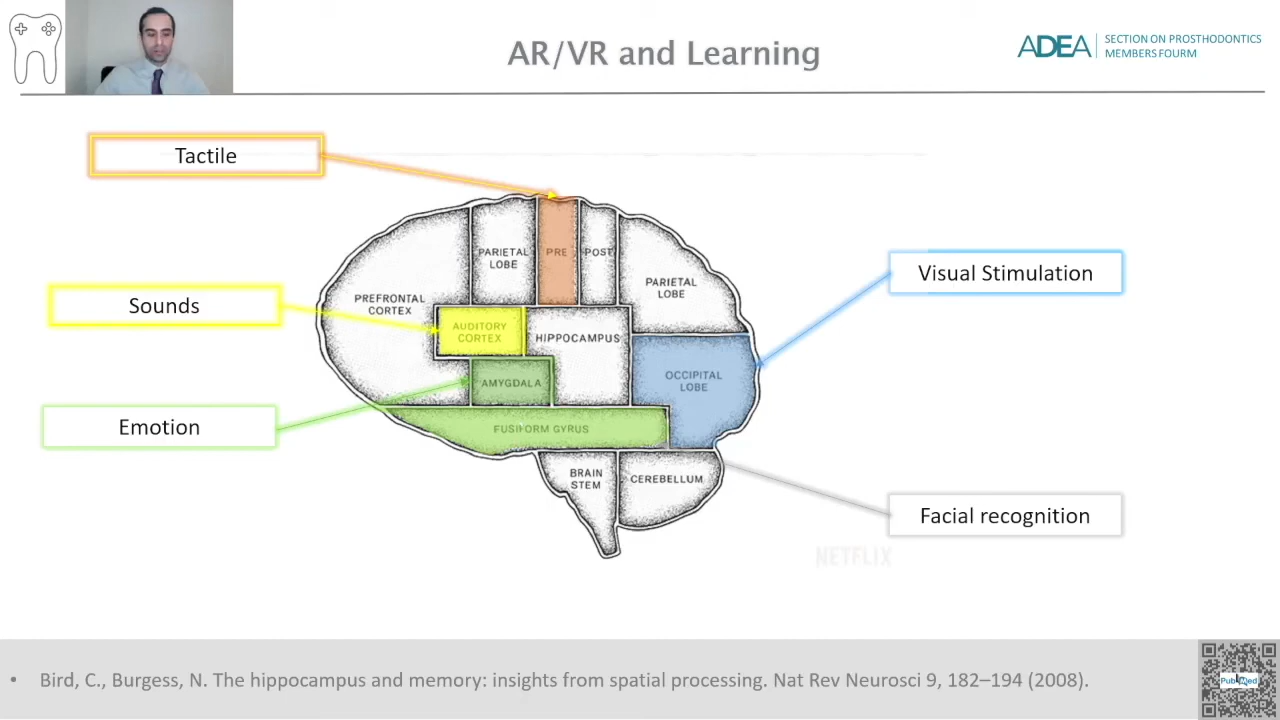 AR/VR and Learning
ADEA
SECTION ON PROSTHODONTICS
MEMBERS FOURM
Tactile
Sounds
Emotion
Visual Stimulation
Facial recognition
PREFRONTAL
CORTEX
PARIETAL
LOBE
PRE
POST
PARIETAL
LOBE
AUDITORY
CORTEX
HIPPOCAMPUS
AMYGDALA
OCCIPITAL
LOBE
FUSIFORM GYRUS
BRAIN
STEM
CEREBELLUM
NETFLIX
• Bird, C., Burgess, N. The hippocampus and memory: insights from spatial processing. Nat Rev Neurosci 9, 182–194 (2008).
PubMed